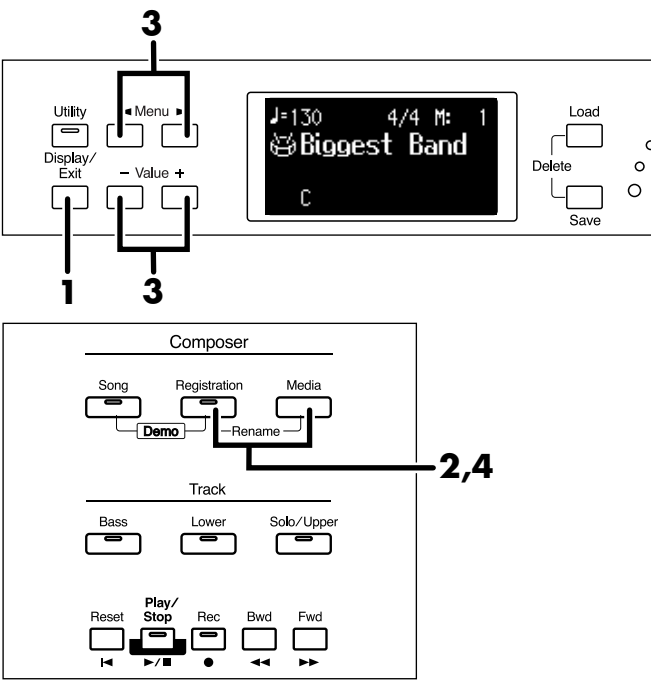 3
Utility
◄ Menu ►
♩=130 4/4 M: 1
Load
Biggest Band
Display/
Exit
− Value +
Delete
C
Save
1
3
Composer
Song
Registration
Media
Demo
Rename
2,4
Track
Bass
Lower
Solo/Upper
Reset
Play/
Stop
Rec
Bwd
Fwd